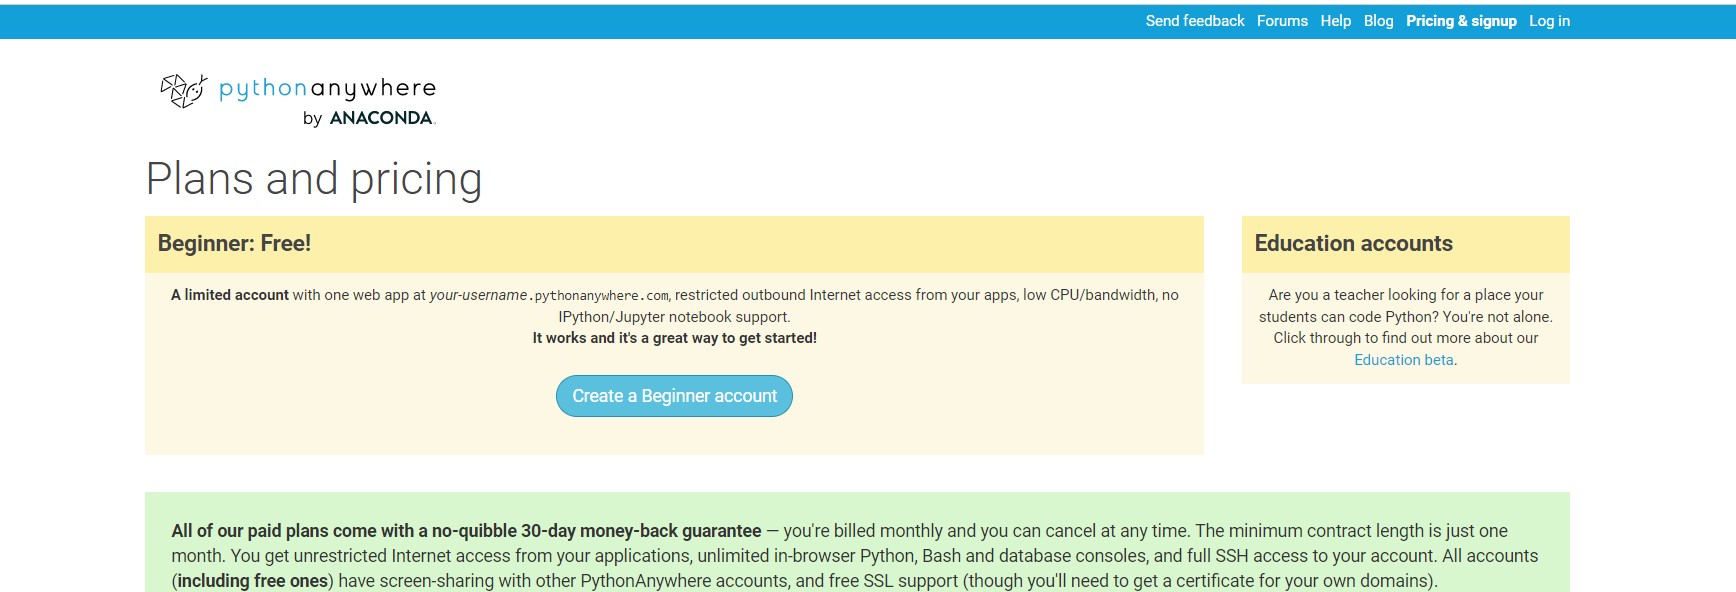 Send feedback Forums Help Blog Pricing & signup Log in
pythonanywhere
by ANACONDA.
Plans and pricing
Beginner: Free!
A limited account with one web app at your-username.pythonanywhere.com, restricted outbound Internet access from your apps, low CPU/bandwidth, no
IPython/Jupyter notebook support.
It works and it's a great way to get started!
Create a Beginner account
Education accounts
Are you a teacher looking for a place your
students can code Python? You're not alone.
Click through to find out more about our
Education beta.
All of our paid plans come with a no-quibble 30-day money-back guarantee — you're billed monthly and you can cancel at any time. The minimum contract length is just one
month. You get unrestricted Internet access from your applications, unlimited in-browser Python, Bash and database consoles, and full SSH access to your account. All accounts
(including free ones) have screen-sharing with other PythonAnywhere accounts, and free SSL support (though you'll need to get a certificate for your own domains).